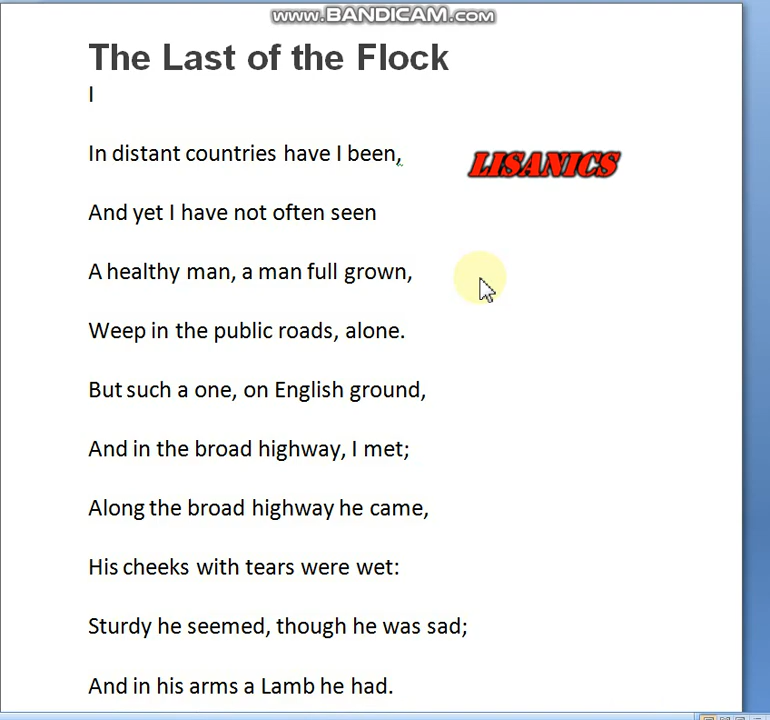 www.BANDICAM.com
The Last of the Flock
I
In distant countries have I been,
LISANICS
And yet I have not often seen
A healthy man, a man full grown,
Weep in the public roads, alone.
But such a one, on English ground,
And in the broad highway, I met;
Along the broad highway he came,
His cheeks with tears were wet:
Sturdy he seemed, though he was sad;
And in his arms a Lamb he had.